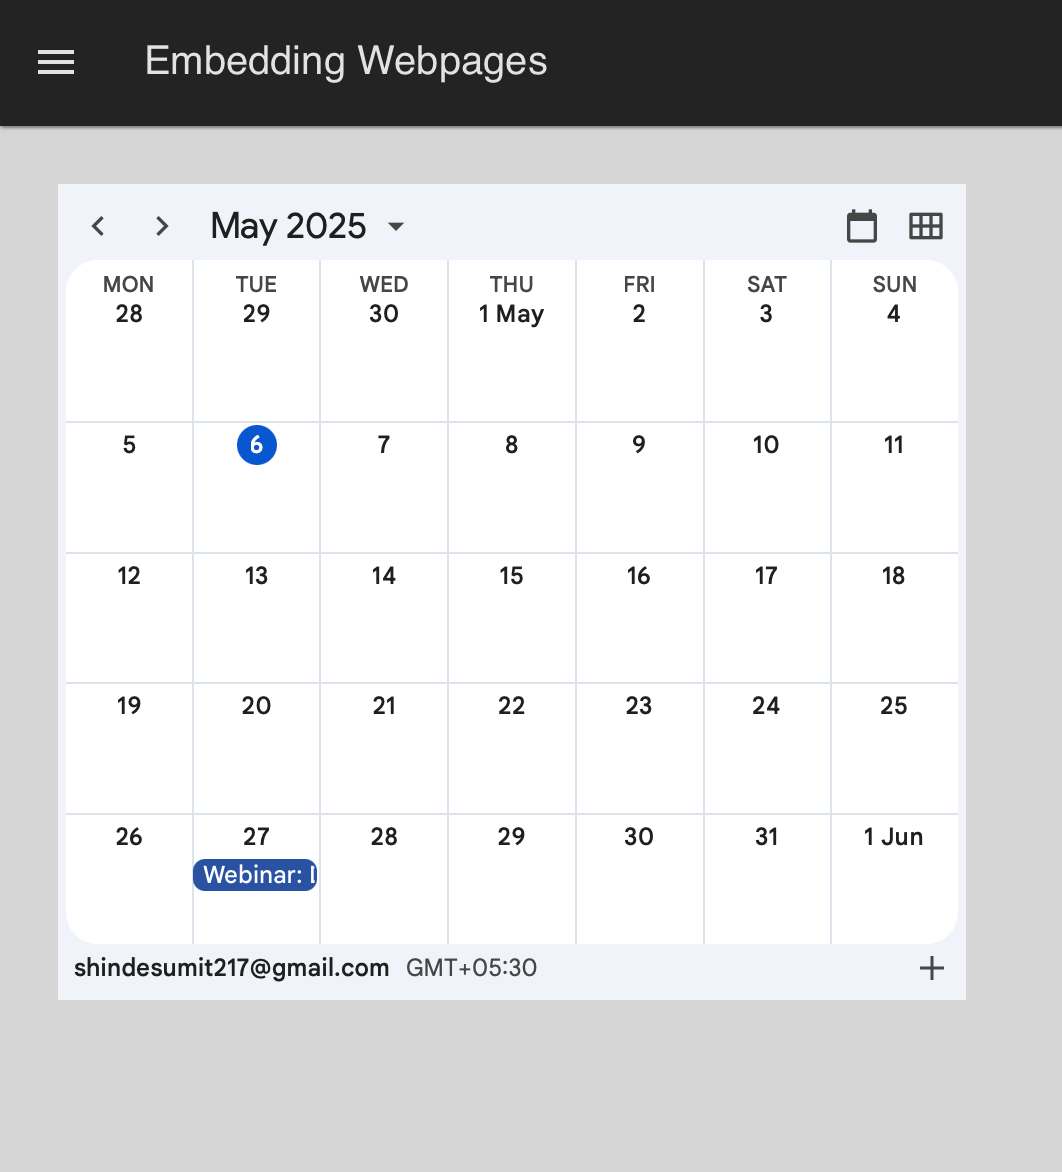 Embedding Webpages
May 2025
MON TUE WED THU FRI SAT SUN
28 29 30 1 May 2 3 4
5 6 7 8 9 10 11
12 13 14 15 16 17 18
19 20 21 22 23 24 25
26 27 28 29 30 31 1 Jun
Webinar:
shindesumit217@gmail.com GMT+05:30